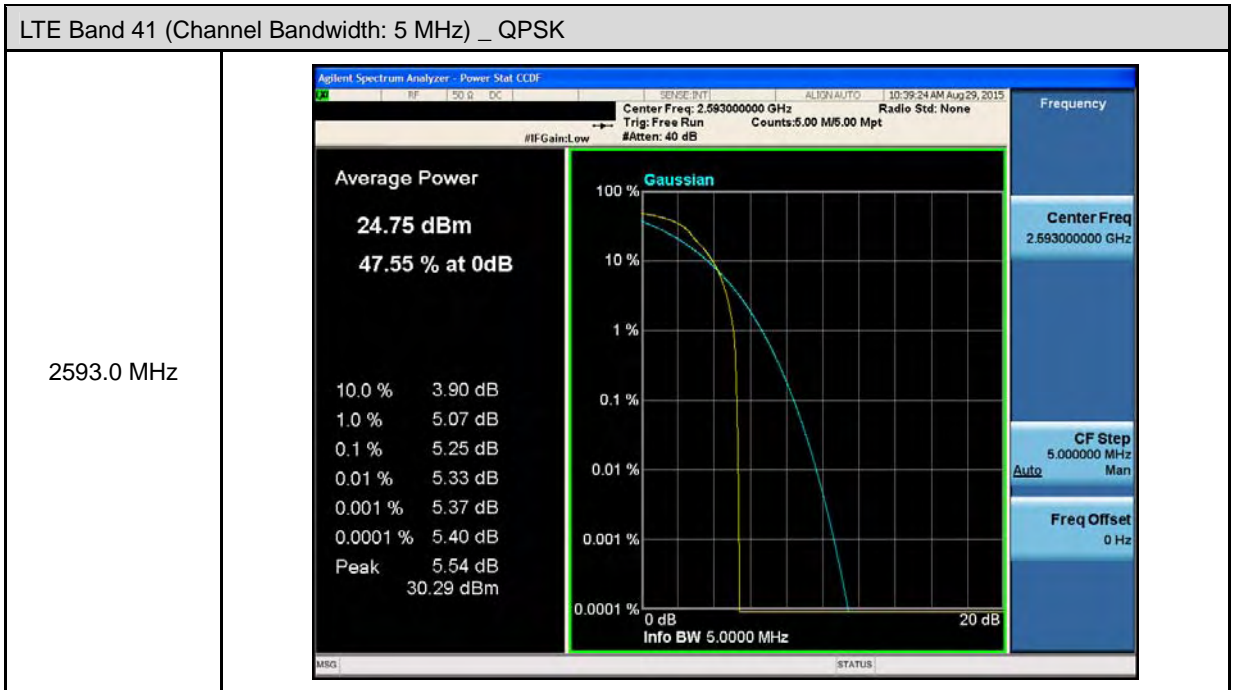 LTE Band 41 (Channel Bandwidth: 5 MHz) _ QPSK
2593.0 MHz
Agilent Spectrum Analyzer - Power Stat CCDF
RF 50 Ω DC SENSE:INT ALIGN AUTO 10:39:24 AM Aug 29, 2015
Center Freq: 2.593000000 GHz Radio Std: None
Trig: Free Run Counts:5.00 M/5.00 Mpt
#IFGain:Low #Atten: 40 dB
Average Power
24.75 dBm
47.55 % at 0dB
10.0 % 3.90 dB
1.0 % 5.07 dB
0.1 % 5.25 dB
0.01 % 5.33 dB
0.001 % 5.37 dB
0.0001 % 5.40 dB
Peak 5.54 dB
30.29 dBm
Gaussian
100 %
10 %
1 %
0.1 %
0.01 %
0.001 %
0.0001 %
0 dB 20 dB
Info BW 5.0000 MHz
Frequency
Center Freq
2.593000000 GHz
CF Step
5.000000 MHz
Auto Man
Freq Offset
0 Hz
MSG STATUS